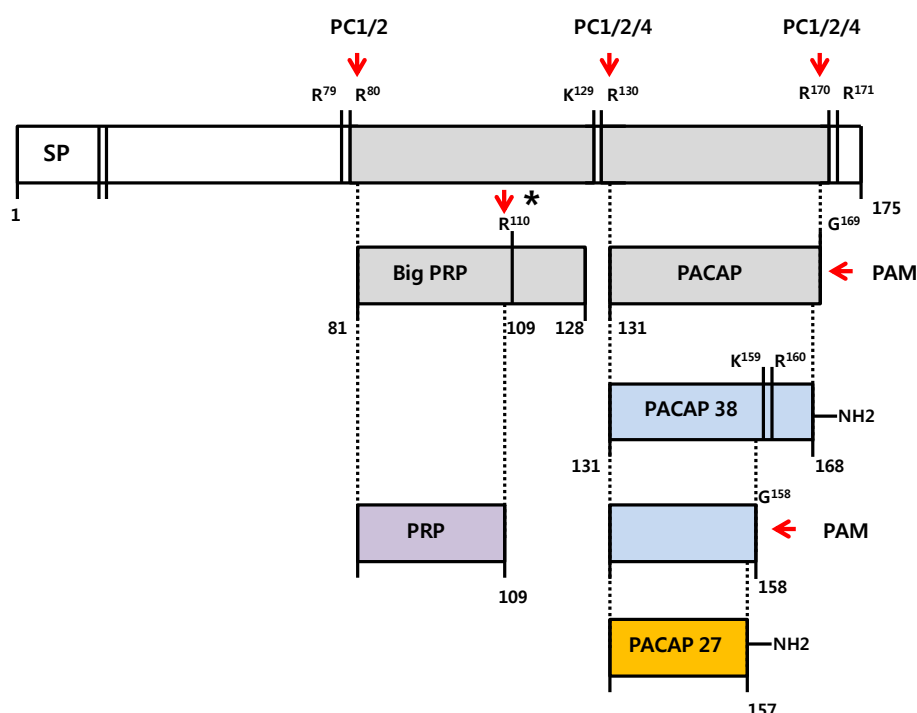 PC1/2 PC1/2/4 PC1/2/4
R79 R80 K129 R130 R170 R171
SP
1 175
*
R110 G169
Big PRP PACAP PAM
81 109 128 131
K159 R160
PACAP 38 NH2
131 168
G158
PRP PAM
109 158
PACAP 27 NH2
157